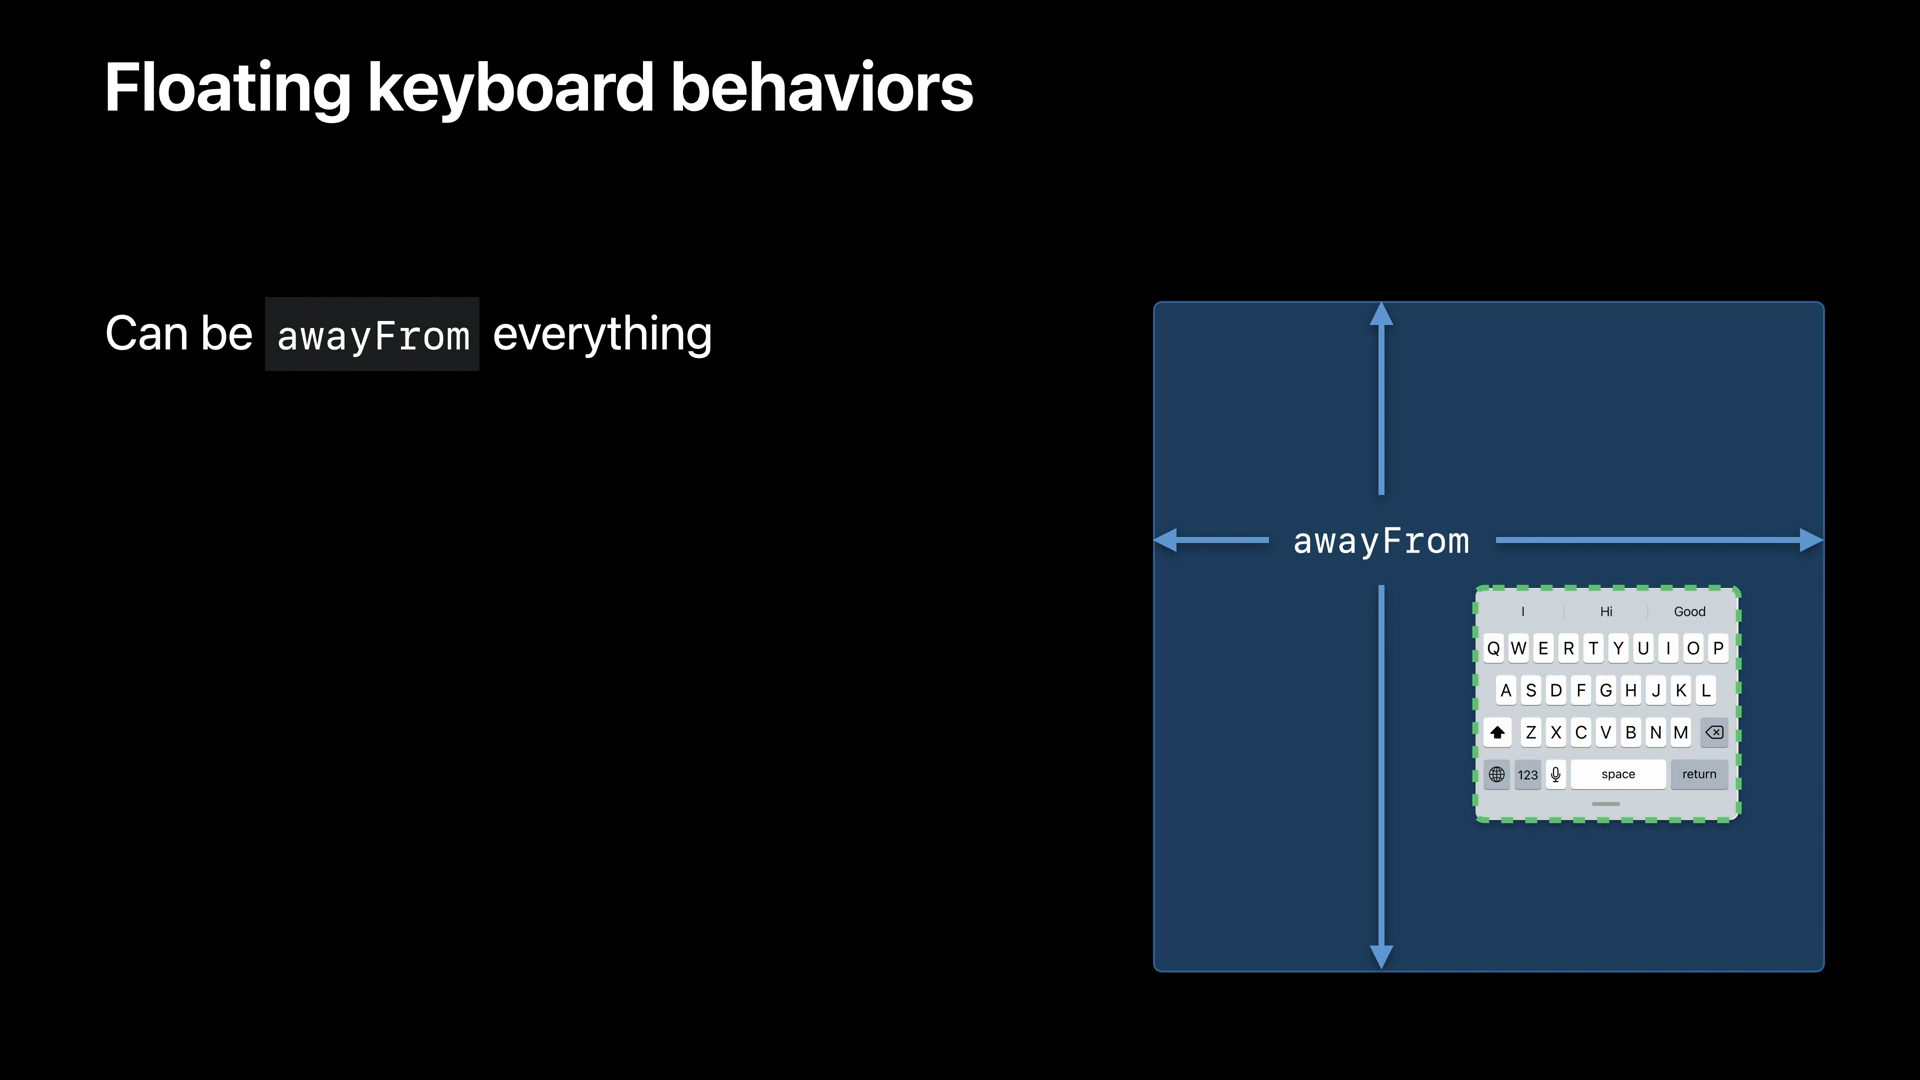 Floating keyboard behaviors
Can be awayFrom everything
awayFrom
I Hi Good
Q W E R T Y U I O P
A S D F G H J K L
Z X C V B N M
123 space return